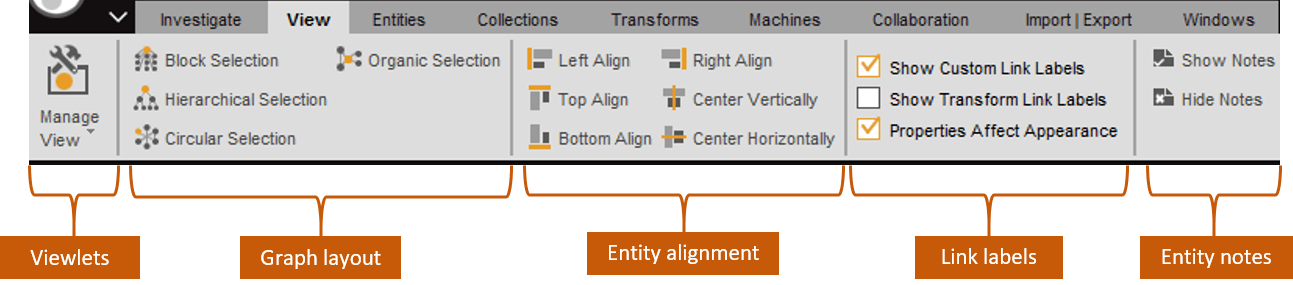 Investigate View Entities Collections Transforms Machines Collaboration Import | Export Windows
Manage
View
Block Selection
Hierarchical Selection
Circular Selection
Organic Selection
Left Align
Top Align
Bottom Align
Right Align
Center Vertically
Center Horizontally
Show Custom Link Labels
Show Transform Link Labels
Properties Affect Appearance
Show Notes
Hide Notes
Viewlets
Graph layout
Entity alignment
Link labels
Entity notes